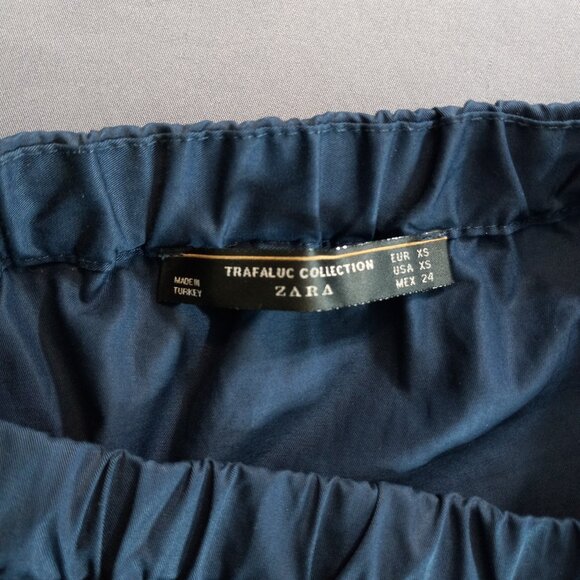 MADE IN
TURKEY
TRAFALUC COLLECTION
ZARA
EUR XS
USA XS
MEX 24